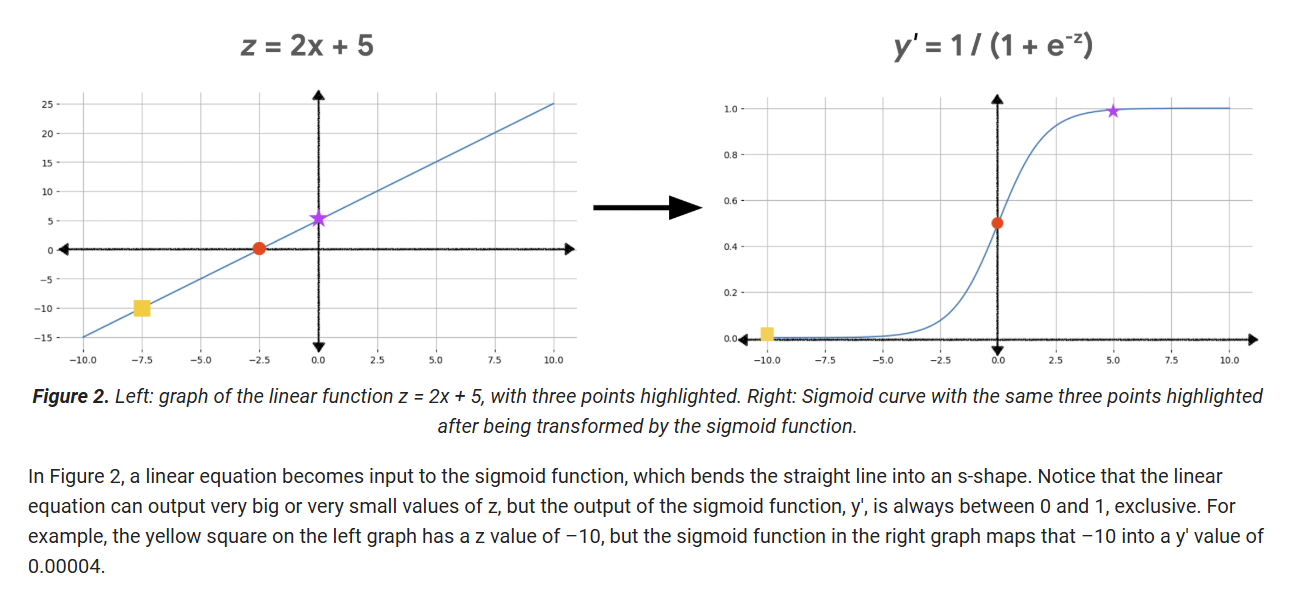 z = 2x + 5
y' = 1 / (1 + e⁻ᶻ)
25
20
15
10
5
0
−5
−10
−15
−10.0 −7.5 −5.0 −2.5 0.0 2.5 5.0 7.5 10.0
1.0
0.8
0.6
0.4
0.2
0.0
−10.0 −7.5 −5.0 −2.5 0.0 2.5 5.0 7.5 10.0
Figure 2. Left: graph of the linear function z = 2x + 5, with three points highlighted. Right: Sigmoid curve with the same three points highlighted
after being transformed by the sigmoid function.
In Figure 2, a linear equation becomes input to the sigmoid function, which bends the straight line into an s-shape. Notice that the linear
equation can output very big or very small values of z, but the output of the sigmoid function, y', is always between 0 and 1, exclusive. For
example, the yellow square on the left graph has a z value of −10, but the sigmoid function in the right graph maps that −10 into a y' value of
0.00004.